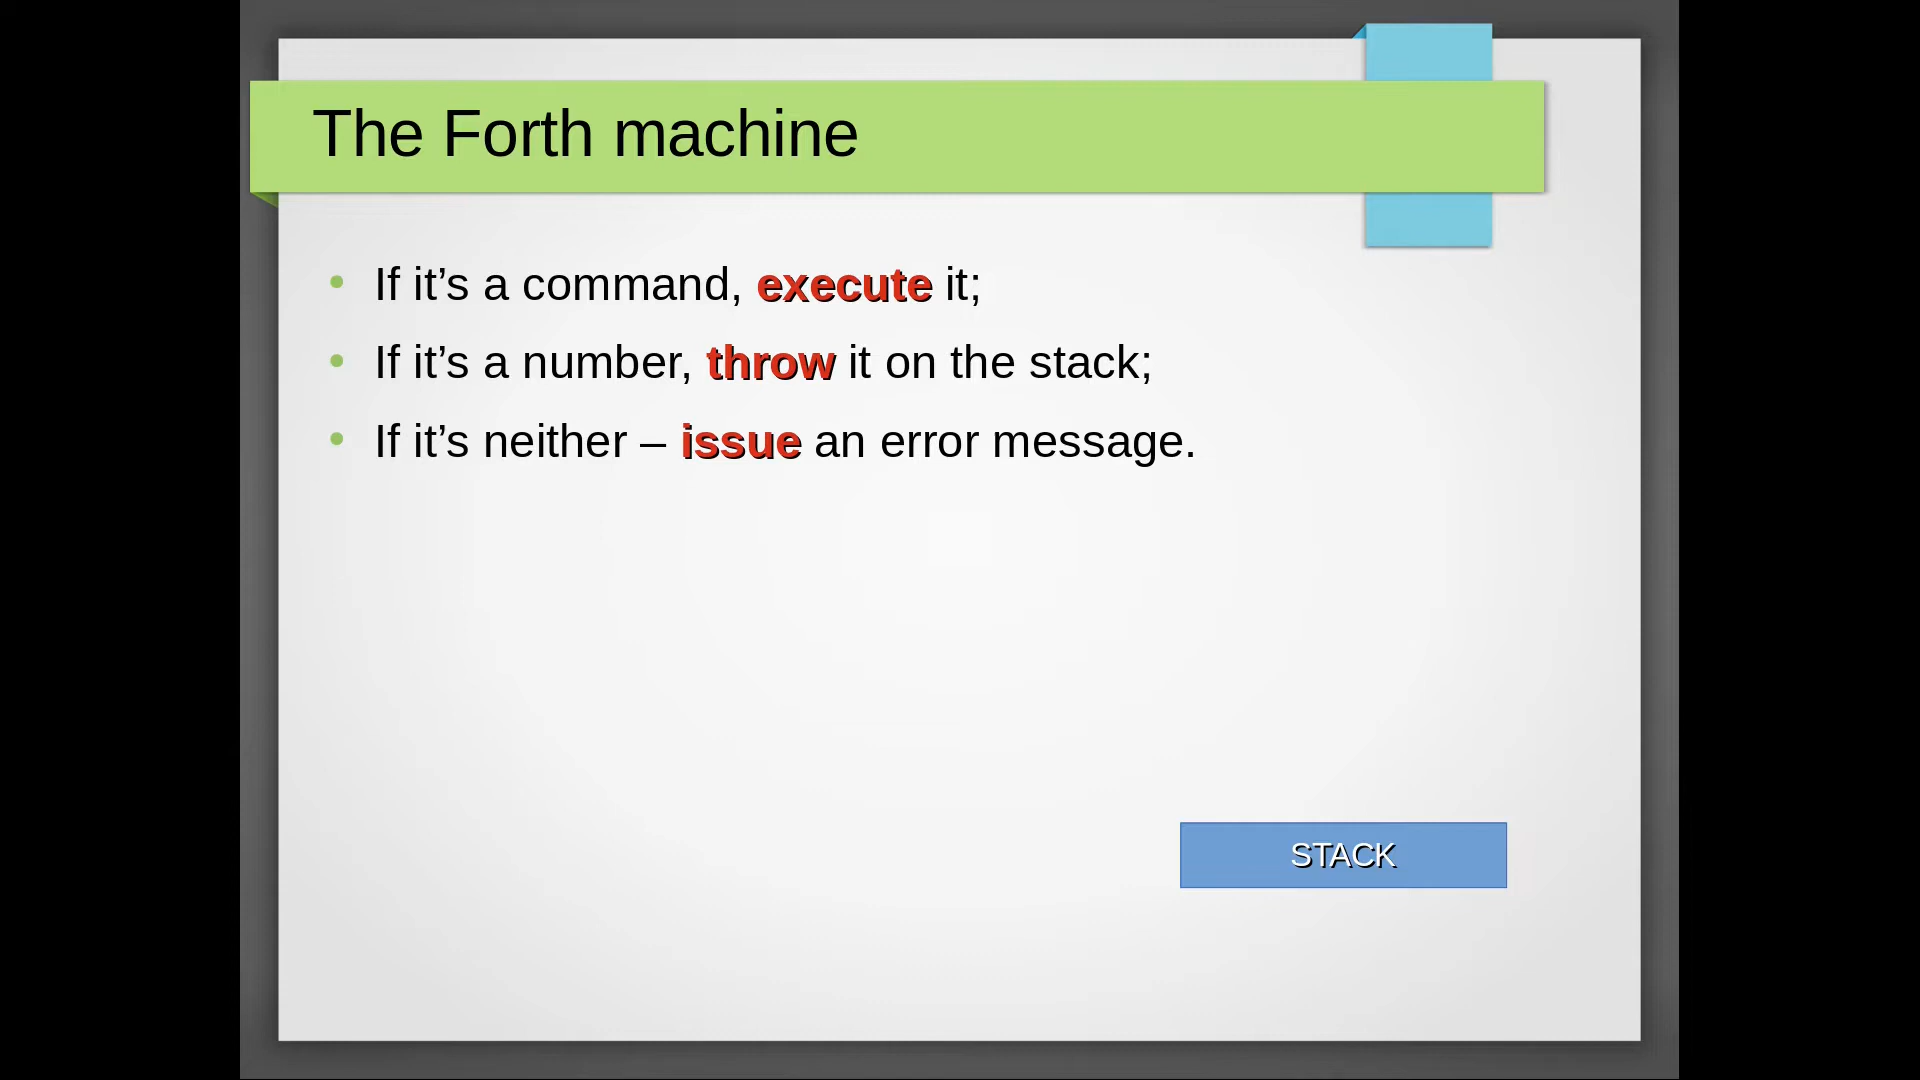 The Forth machine
If it’s a command, execute it;
If it’s a number, throw it on the stack;
If it’s neither – issue an error message.
STACK